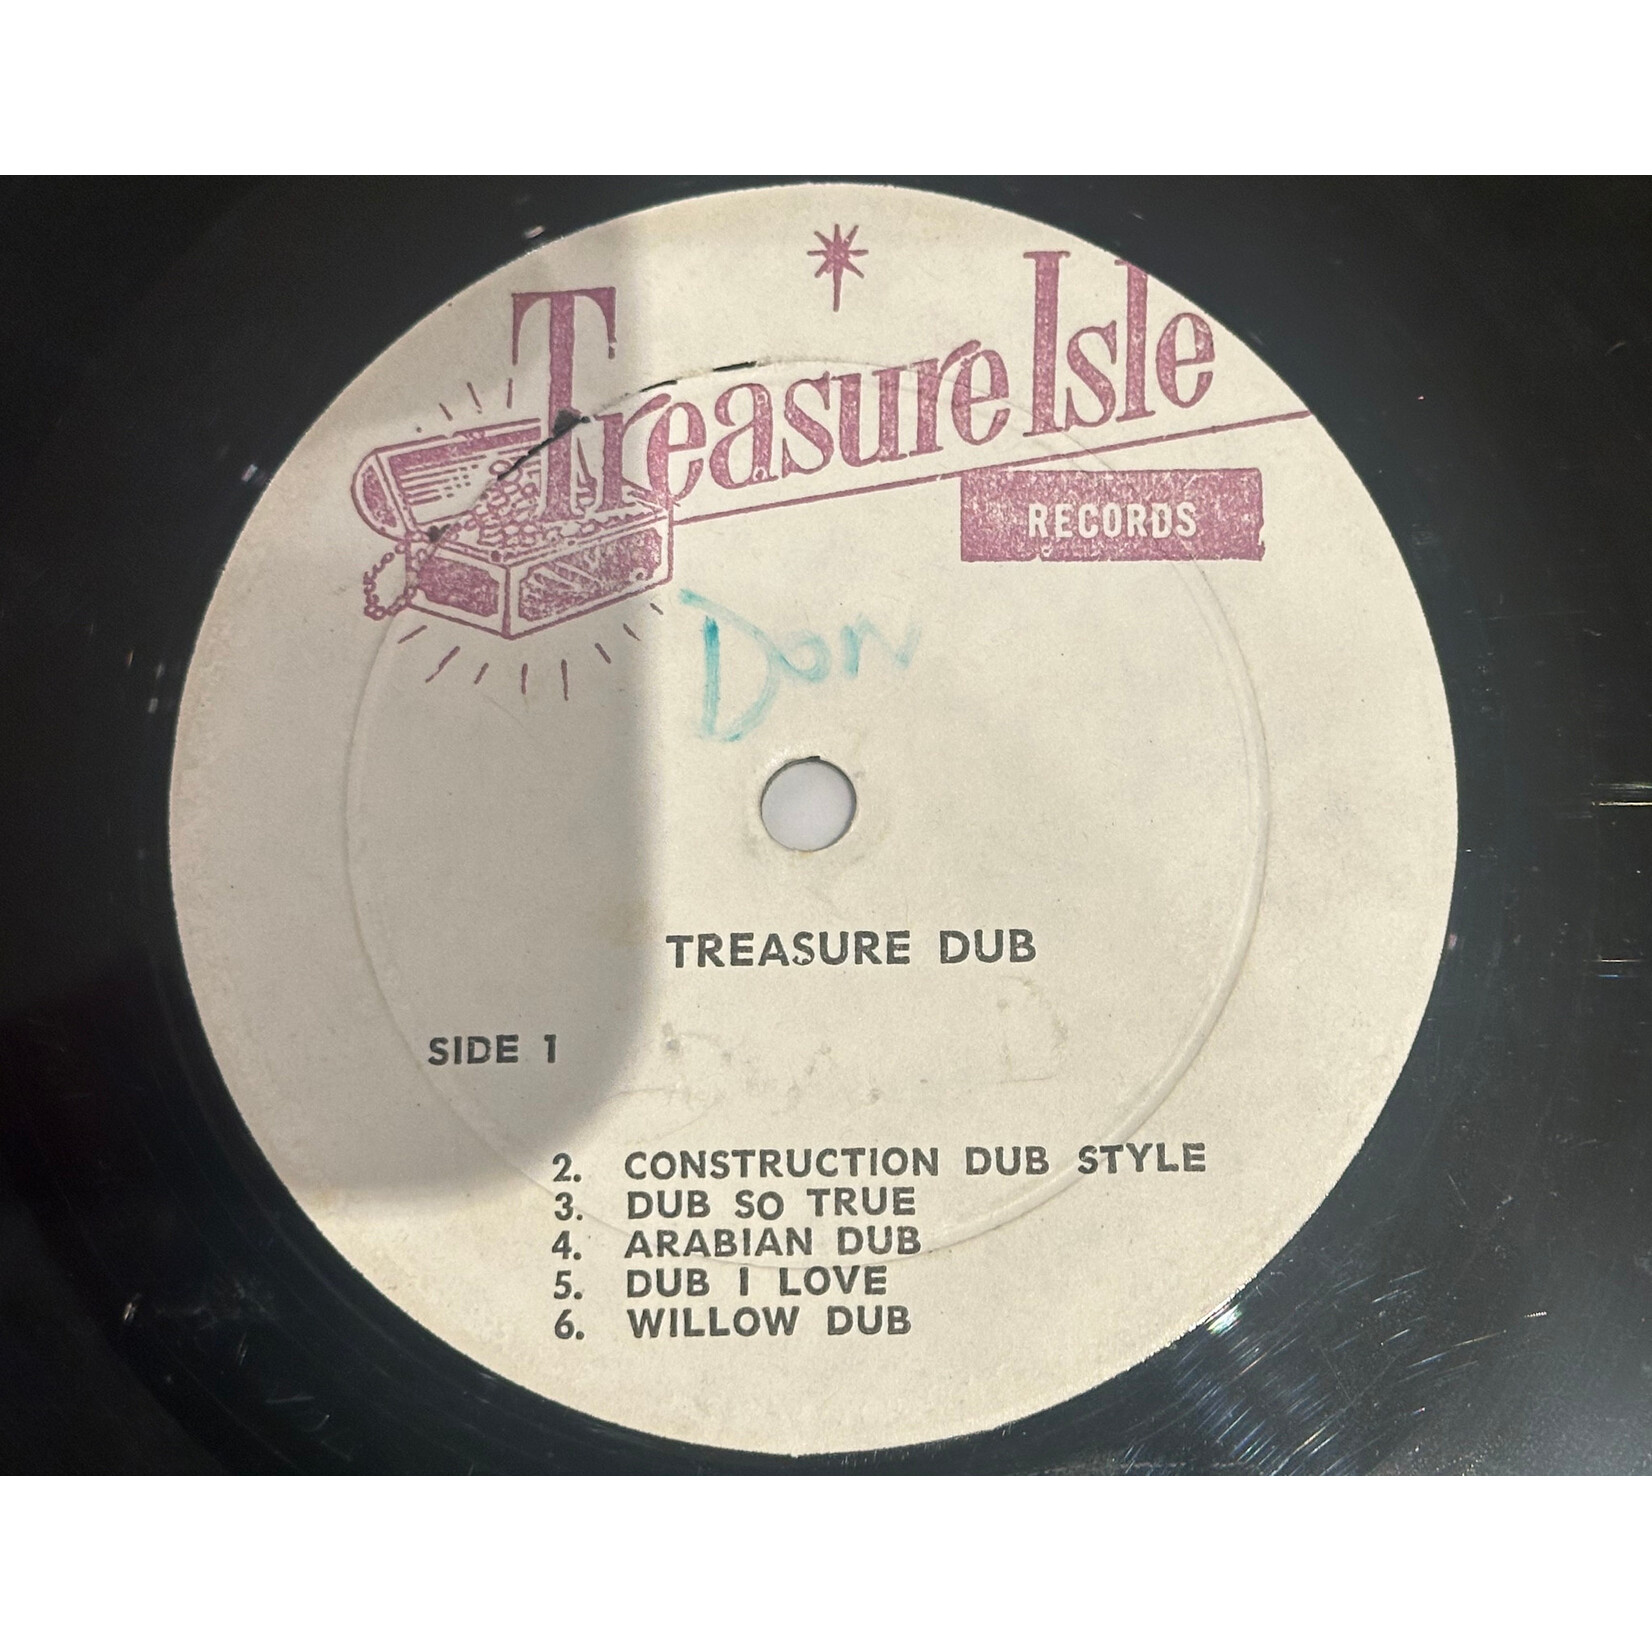 Treasure Isle
RECORDS
Don
TREASURE DUB
SIDE 1
2. CONSTRUCTION DUB STYLE
3. DUB SO TRUE
4. ARABIAN DUB
5. DUB I LOVE
6. WILLOW DUB